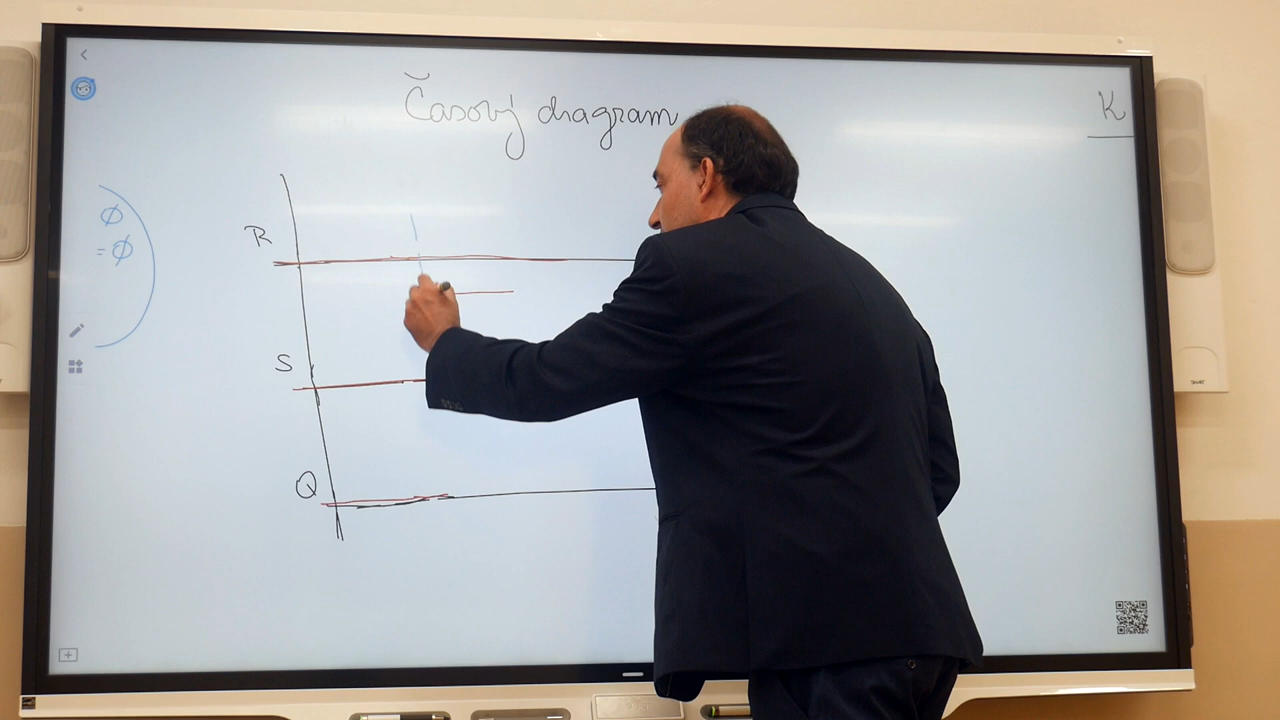 Časový diagram
K
∅
= ∅
R
S
Q